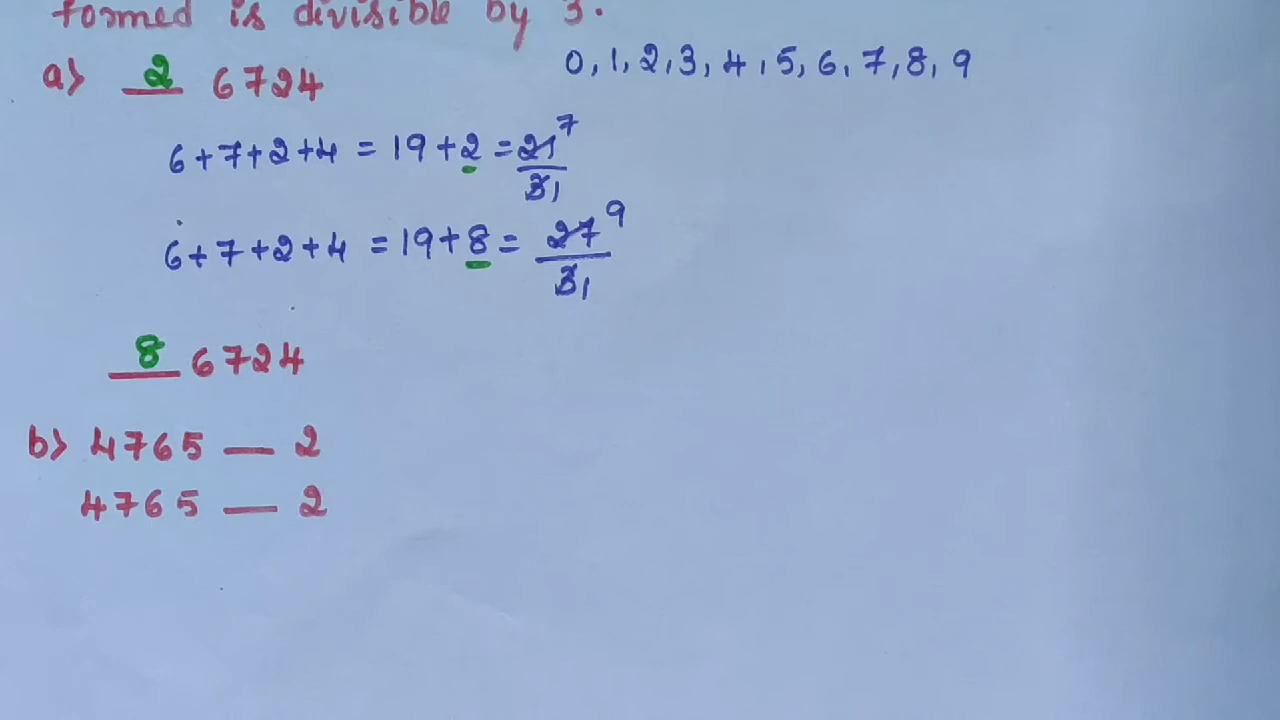 formed is divisible by 3.
a) 2 6724
0, 1, 2, 3, 4, 5, 6, 7, 8, 9
6+7+2+4 = 19+2 = 21/3 7 1
6+7+2+4 = 19+8 = 27/3 9 1
8 6724
b) 4765 __ 2
4765 __ 2